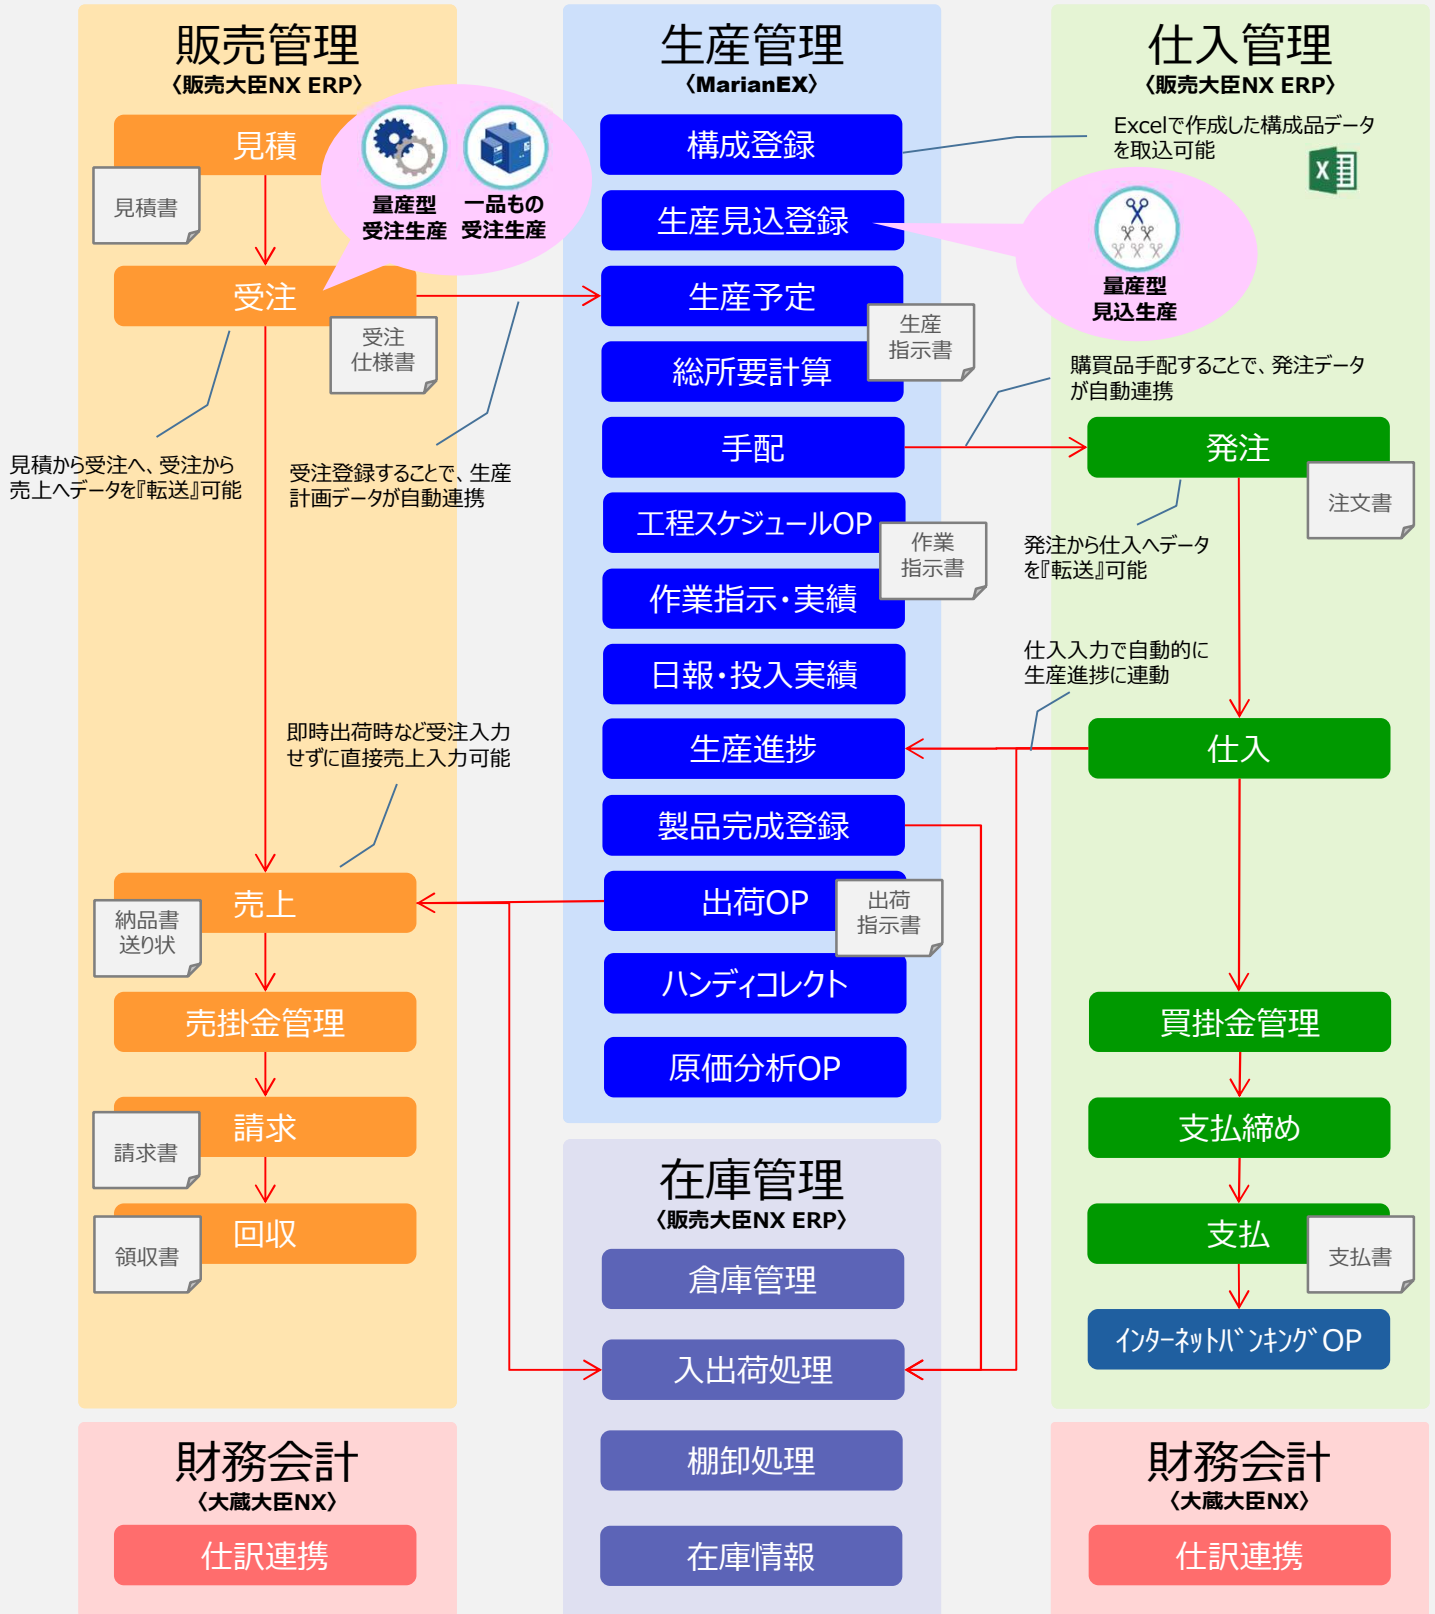 販売管理
〈販売大臣NX ERP〉
見積
見積書
量産型
受注生産
一品もの
受注生産
受注
受注
仕様書
見積から受注へ、受注から
売上へデータを『転送』可能
受注登録することで、生産
計画データが自動連携
即時出荷時など受注入力
せずに直接売上入力可能
売上
納品書
送り状
売掛金管理
請求
請求書
回収
領収書
財務会計
〈大蔵大臣NX〉
仕訳連携
生産管理
〈MarianEX〉
構成登録
生産見込登録
生産予定
生産
指示書
総所要計算
手配
工程スケジュールOP
作業
指示書
作業指示・実績
日報・投入実績
生産進捗
製品完成登録
出荷OP
出荷
指示書
ハンディコレクト
原価分析OP
在庫管理
〈販売大臣NX ERP〉
倉庫管理
入出荷処理
棚卸処理
在庫情報
仕入管理
〈販売大臣NX ERP〉
Excelで作成した構成品データ
を取込可能
X
量産型
見込生産
購買品手配することで、発注データ
が自動連携
発注
注文書
発注から仕入へデータ
を『転送』可能
仕入入力で自動的に
生産進捗に連動
仕入
買掛金管理
支払締め
支払
支払書
ｲﾝﾀｰﾈｯﾄﾊﾞﾝｷﾝｸﾞOP
財務会計
〈大蔵大臣NX〉
仕訳連携